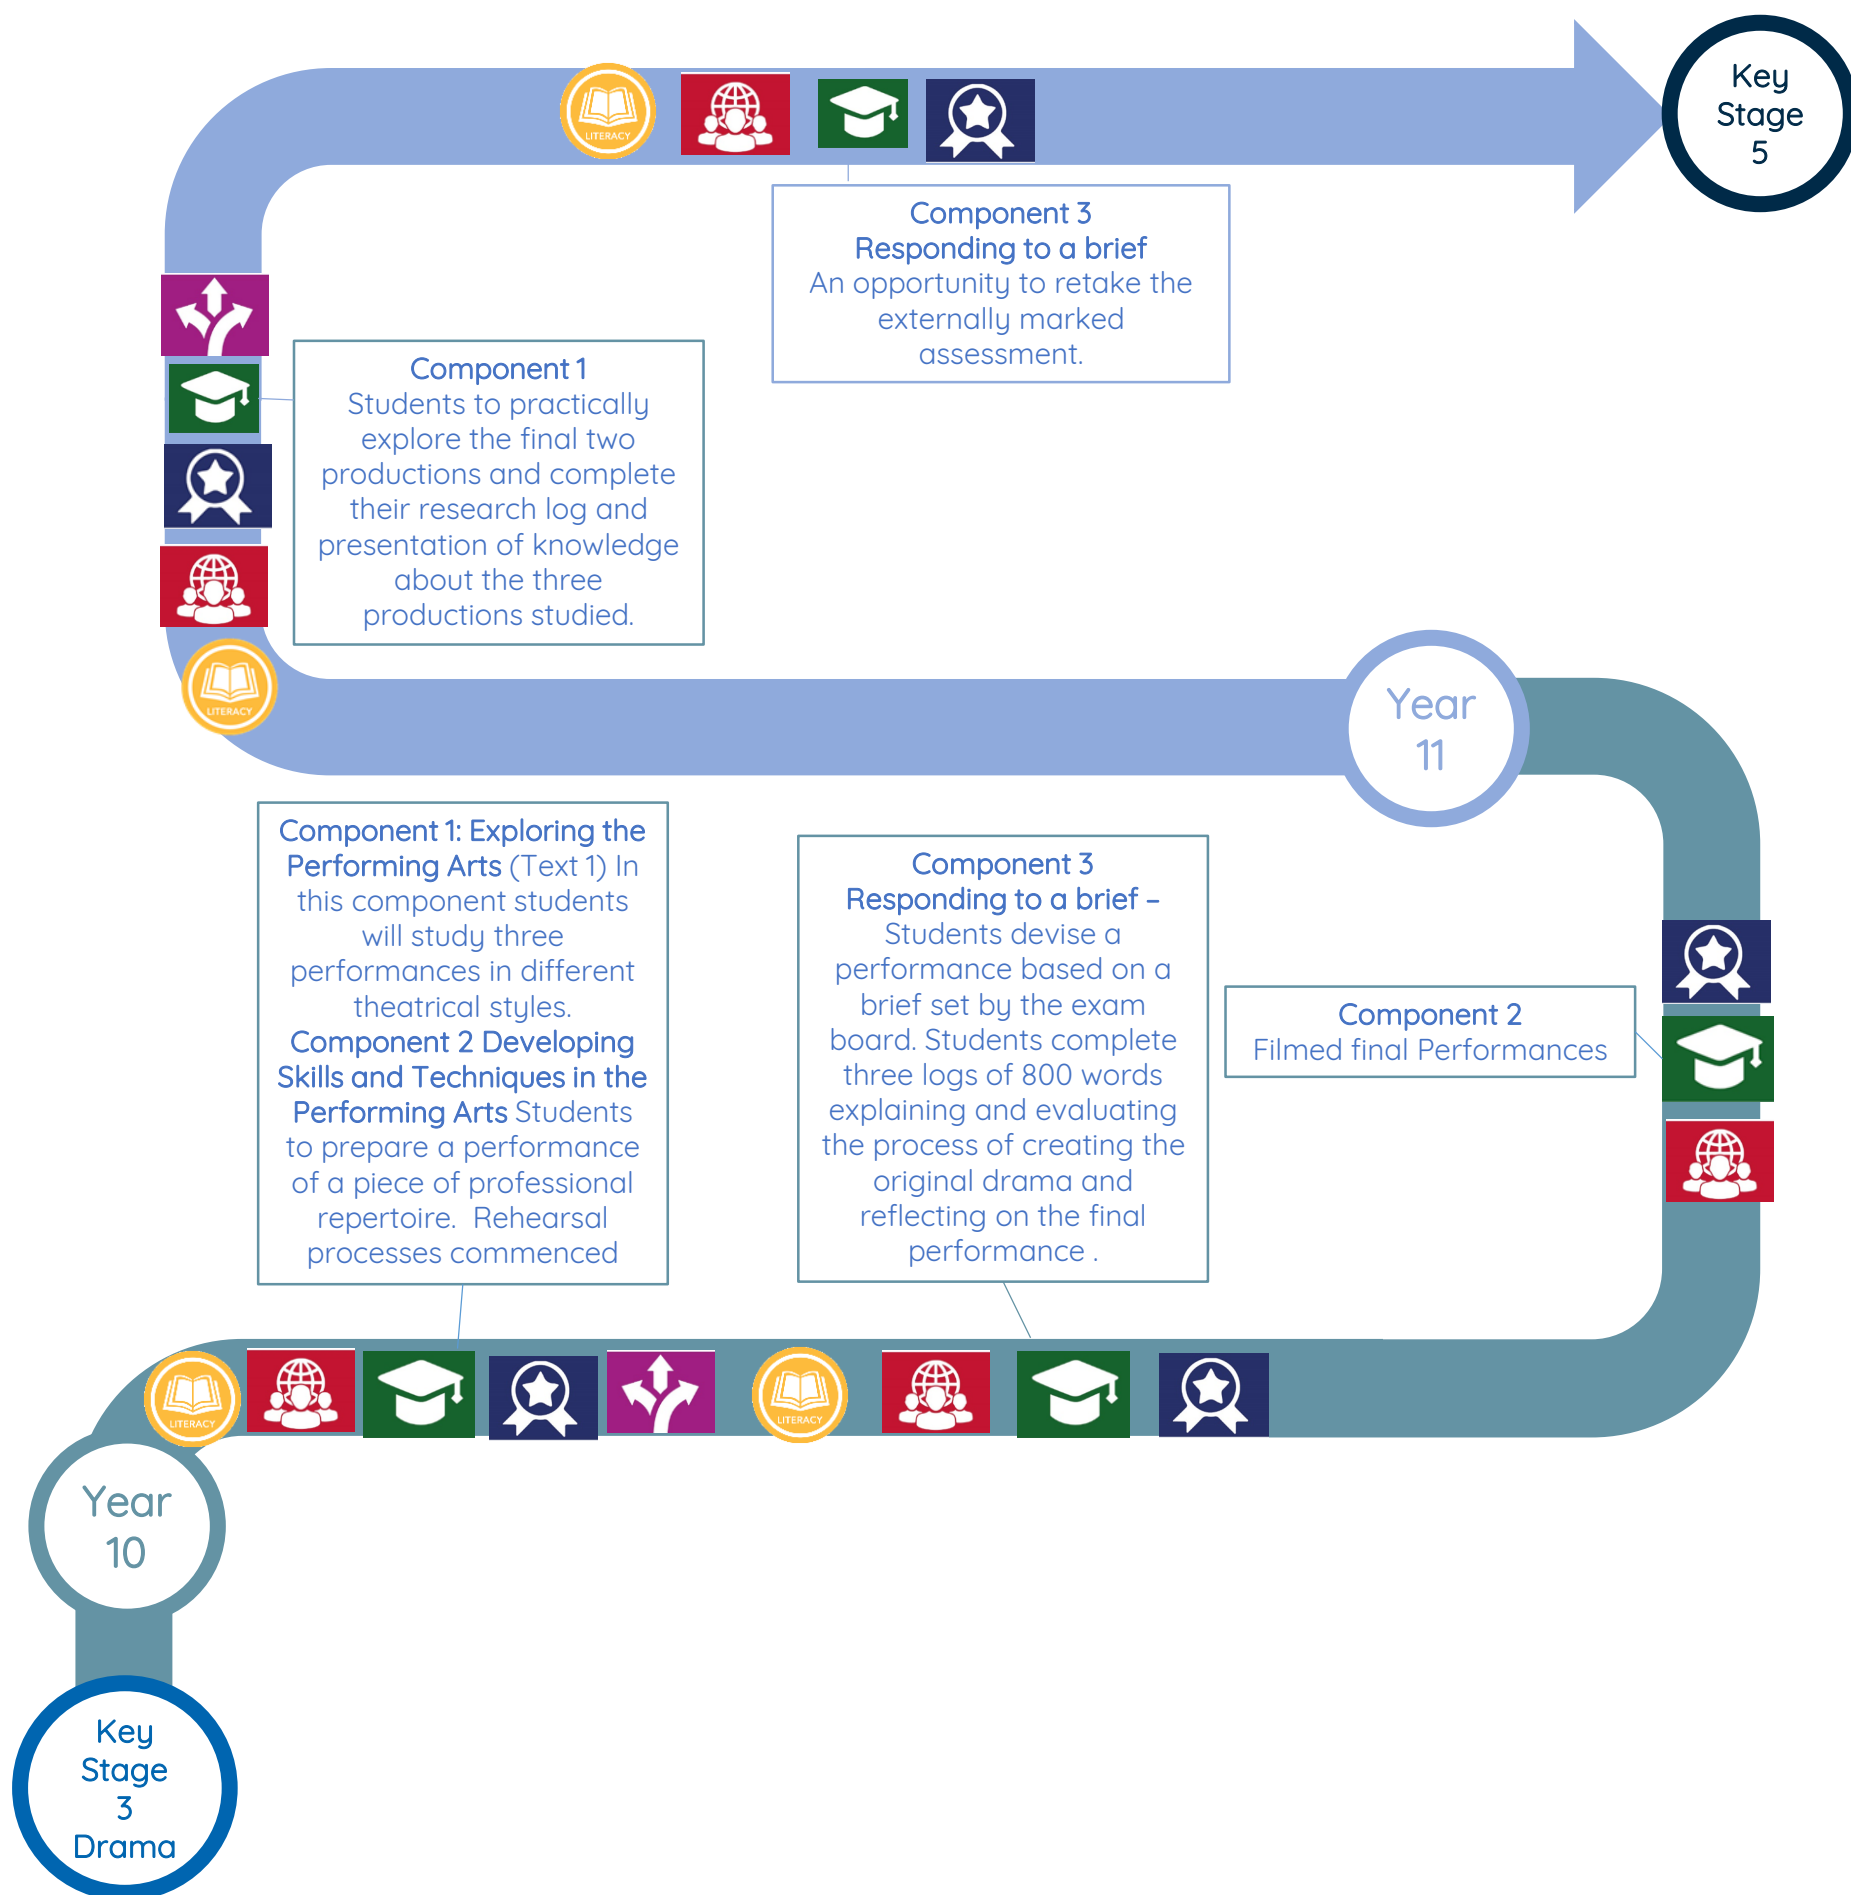 Key
Stage
5
LITERACY
Component 3
Responding to a brief
An opportunity to retake the
externally marked
assessment.
Component 1
Students to practically
explore the final two
productions and complete
their research log and
presentation of knowledge
about the three
productions studied.
LITERACY
Year
11
Component 1: Exploring the
Performing Arts (Text 1) In
this component students
will study three
performances in different
theatrical styles.
Component 2 Developing
Skills and Techniques in the
Performing Arts Students
to prepare a performance
of a piece of professional
repertoire.  Rehearsal
processes commenced
Component 3
Responding to a brief –
Students devise a
performance based on a
brief set by the exam
board. Students complete
three logs of 800 words
explaining and evaluating
the process of creating the
original drama and
reflecting on the final
performance .
Component 2
Filmed final Performances
LITERACY
LITERACY
Year
10
Key
Stage
3
Drama